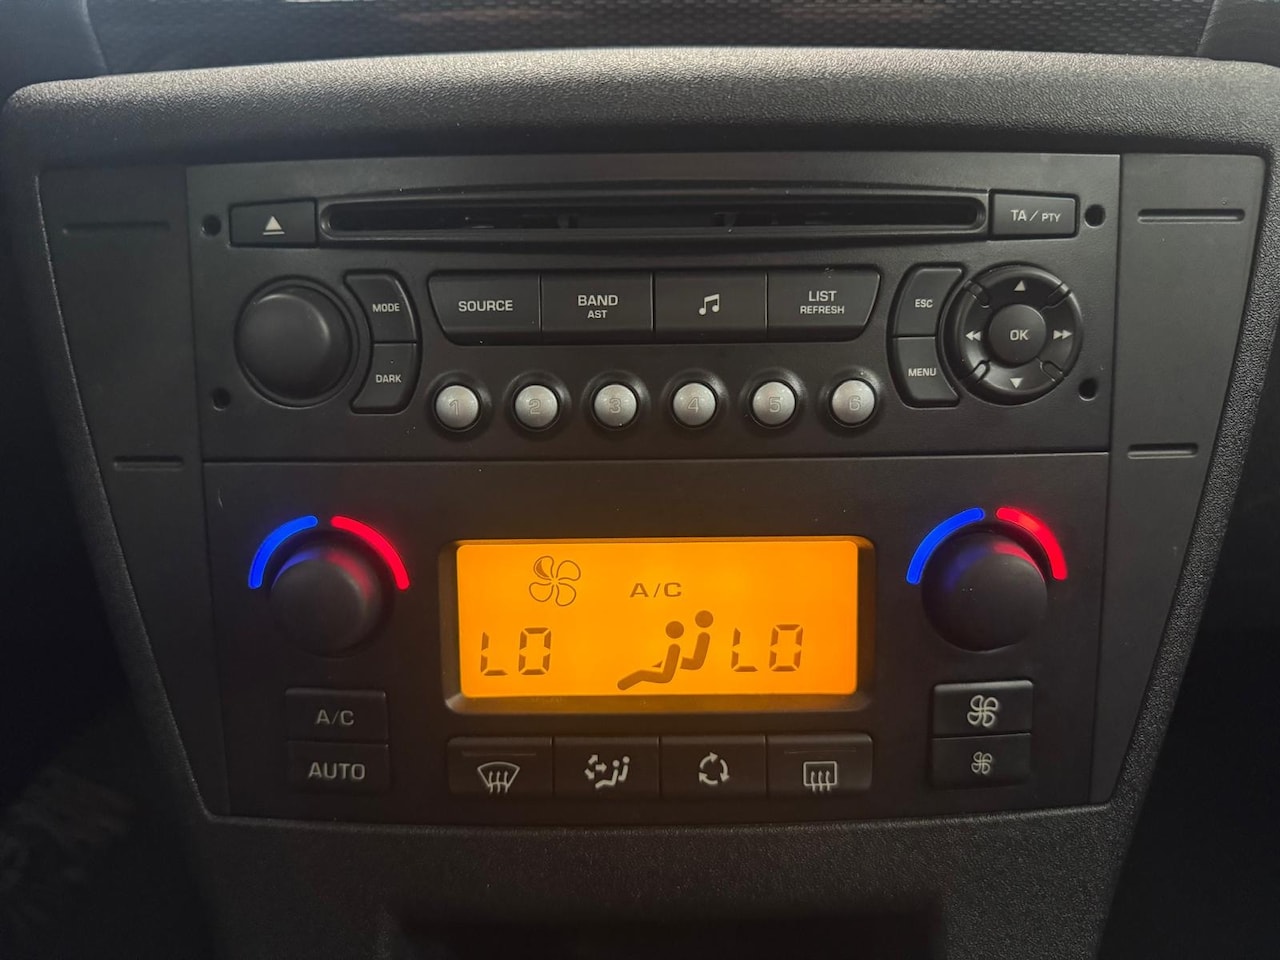 TA / PTY
MODE
SOURCE
BAND
AST
LIST
REFRESH
ESC
OK
DARK
MENU
1 2 3 4 5 6
A/C
LO LO
A/C
AUTO